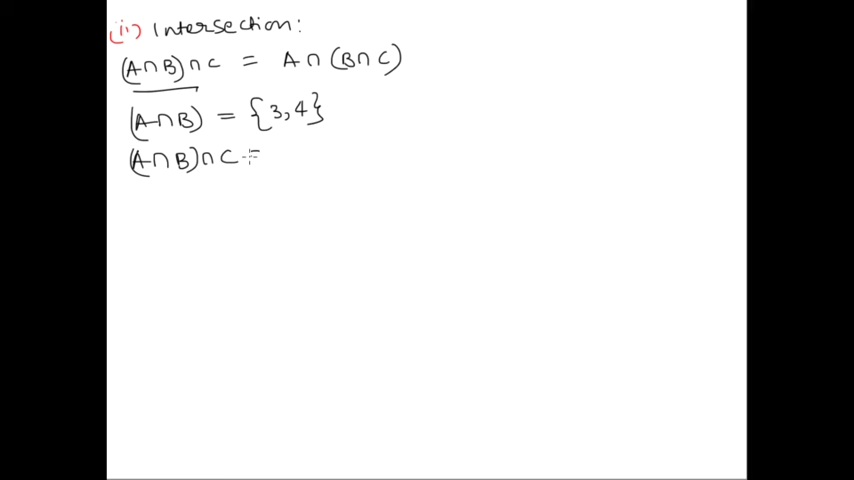 (ii) Intersection:
(A∩B)∩C = A∩(B∩C)
(A∩B) = {3,4}
(A∩B)∩C =